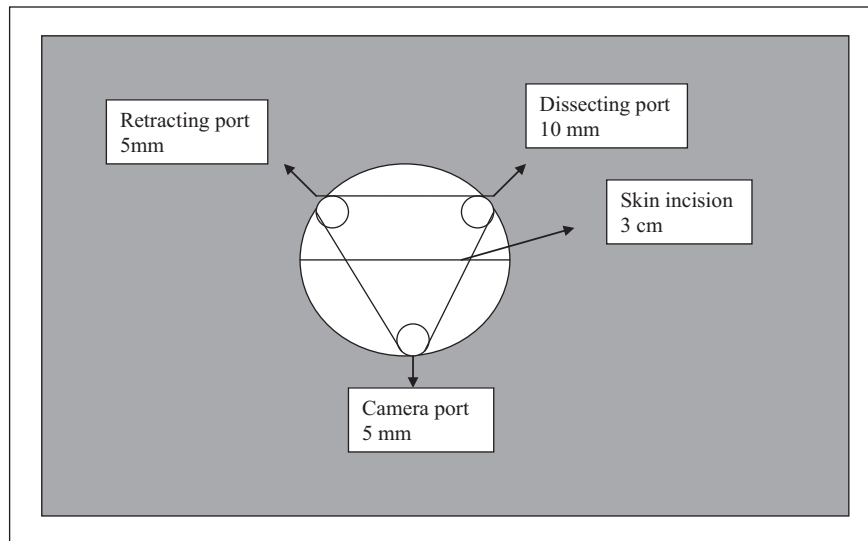 Retracting port
5mm
Dissecting port
10 mm
Skin incision
3 cm
Camera port
5 mm